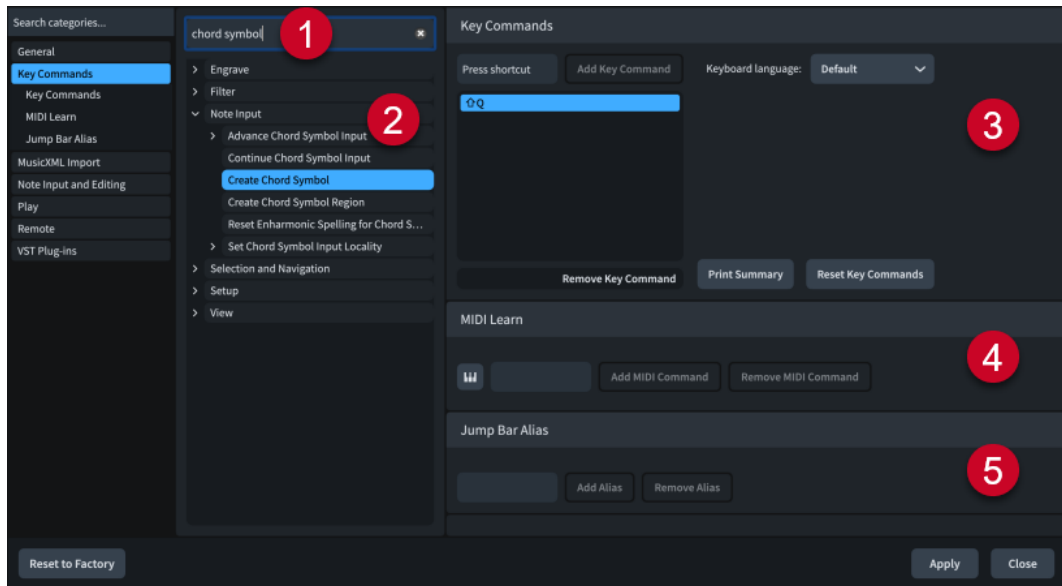 Search categories...
General
Key Commands
Key Commands
MIDI Learn
Jump Bar Alias
MusicXML Import
Note Input and Editing
Play
Remote
VST Plug-ins
chord symbol
1
Engrave
Filter
Note Input
2
Advance Chord Symbol Input
Continue Chord Symbol Input
Create Chord Symbol
Create Chord Symbol Region
Reset Enharmonic Spelling for Chord S...
Set Chord Symbol Input Locality
Selection and Navigation
Setup
View
Key Commands
Press shortcut Add Key Command Keyboard language: Default
⇧Q
3
Remove Key Command Print Summary Reset Key Commands
MIDI Learn
4
Add MIDI Command Remove MIDI Command
Jump Bar Alias
5
Add Alias Remove Alias
Reset to Factory Apply Close